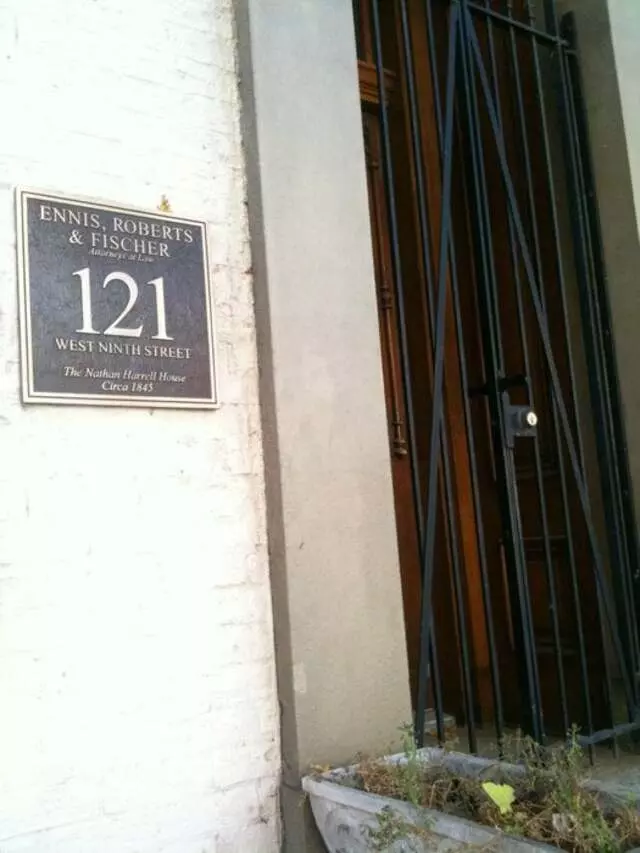 ENNIS, ROBERTS
& FISCHER
Attorneys at Law
121
WEST NINTH STREET
The Nathan Harrell House
Circa 1845